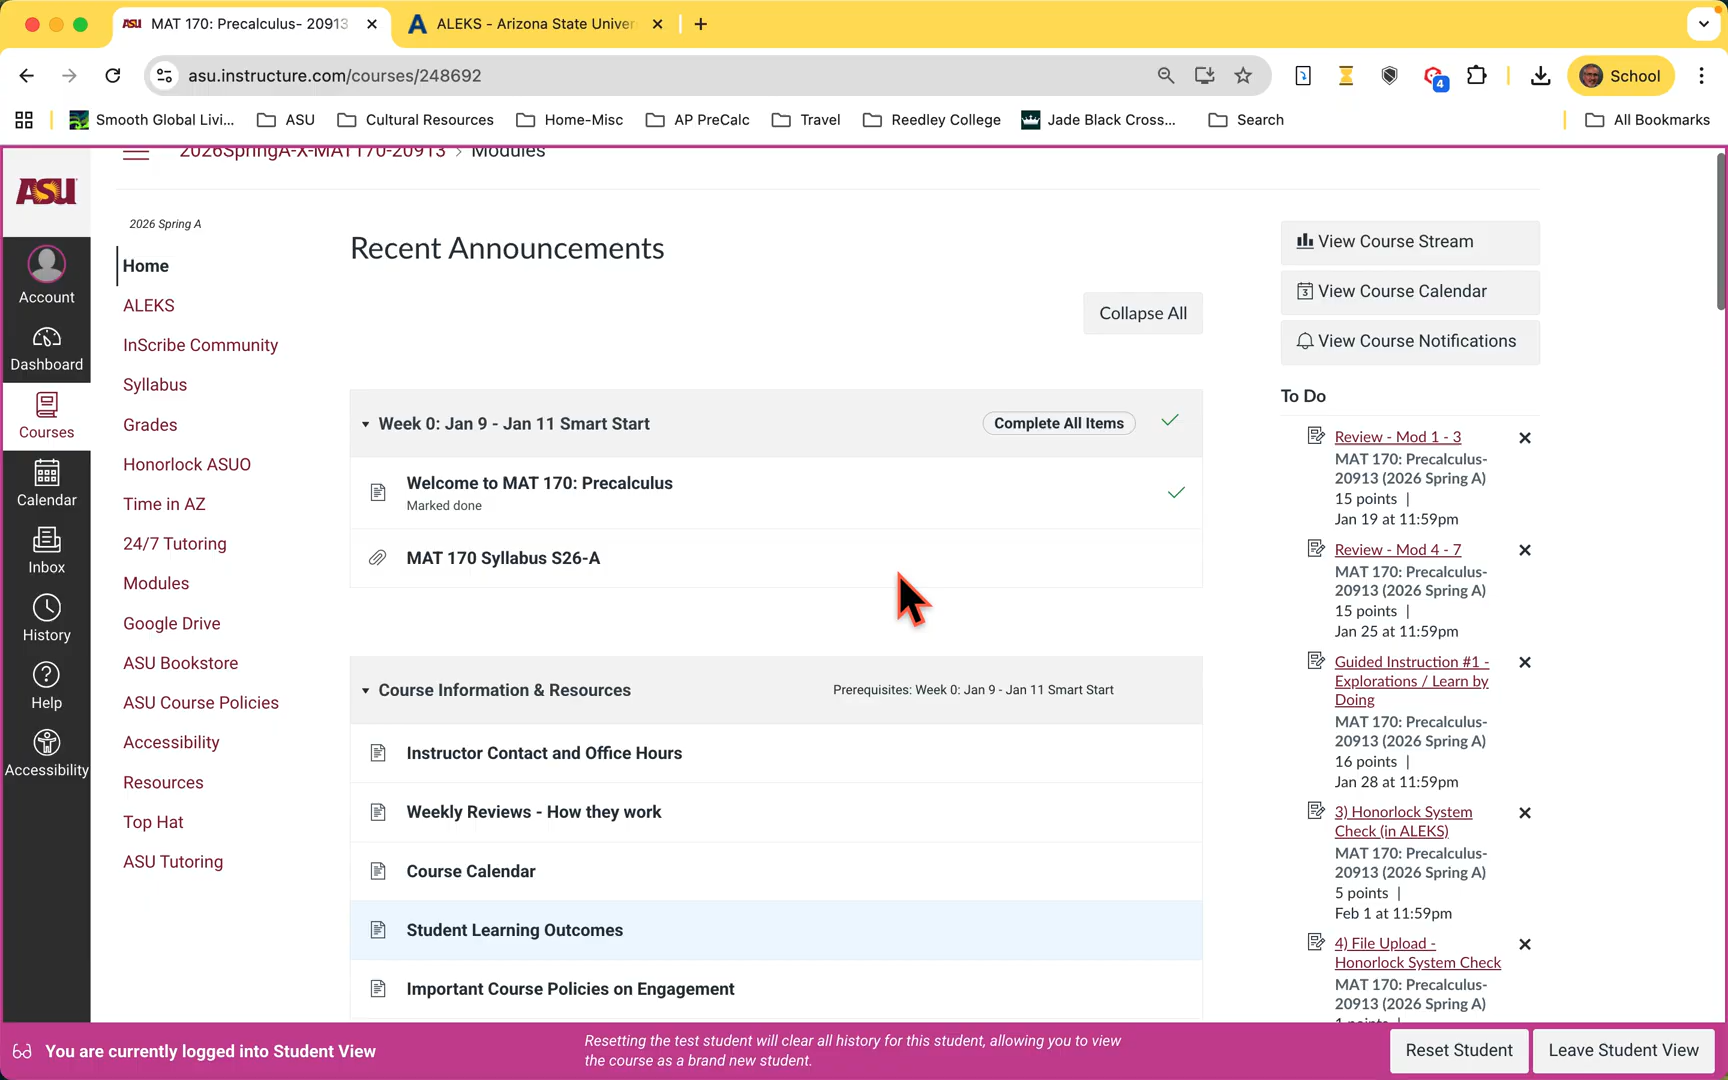 MAT 170: Precalculus- 20913
ALEKS - Arizona State Univer
asu.instructure.com/courses/248692
4
School
Smooth Global Livi...
ASU
Cultural Resources
Home-Misc
AP PreCalc
Travel
Reedley College
Jade Black Cross...
Search
All Bookmarks
2026SpringA-X-MAT170-20913 > Modules
ASU
Account
Dashboard
Courses
Calendar
Inbox
History
Help
Accessibility
2026 Spring A
Home
ALEKS
InScribe Community
Syllabus
Grades
Honorlock ASUO
Time in AZ
24/7 Tutoring
Modules
Google Drive
ASU Bookstore
ASU Course Policies
Accessibility
Resources
Top Hat
ASU Tutoring
Recent Announcements
Collapse All
Week 0: Jan 9 - Jan 11 Smart Start
Complete All Items
Welcome to MAT 170: Precalculus
Marked done
MAT 170 Syllabus S26-A
Course Information & Resources
Prerequisites: Week 0: Jan 9 - Jan 11 Smart Start
Instructor Contact and Office Hours
Weekly Reviews - How they work
Course Calendar
Student Learning Outcomes
Important Course Policies on Engagement
View Course Stream
3 View Course Calendar
View Course Notifications
To Do
Review - Mod 1 - 3
MAT 170: Precalculus-
20913 (2026 Spring A)
15 points |
Jan 19 at 11:59pm
Review - Mod 4 - 7
MAT 170: Precalculus-
20913 (2026 Spring A)
15 points |
Jan 25 at 11:59pm
Guided Instruction #1 -
Explorations / Learn by
Doing
MAT 170: Precalculus-
20913 (2026 Spring A)
16 points |
Jan 28 at 11:59pm
3) Honorlock System
Check (in ALEKS)
MAT 170: Precalculus-
20913 (2026 Spring A)
5 points |
Feb 1 at 11:59pm
4) File Upload -
Honorlock System Check
MAT 170: Precalculus-
20913 (2026 Spring A)
1 points |
You are currently logged into Student View
Resetting the test student will clear all history for this student, allowing you to view
the course as a brand new student.
Reset Student
Leave Student View